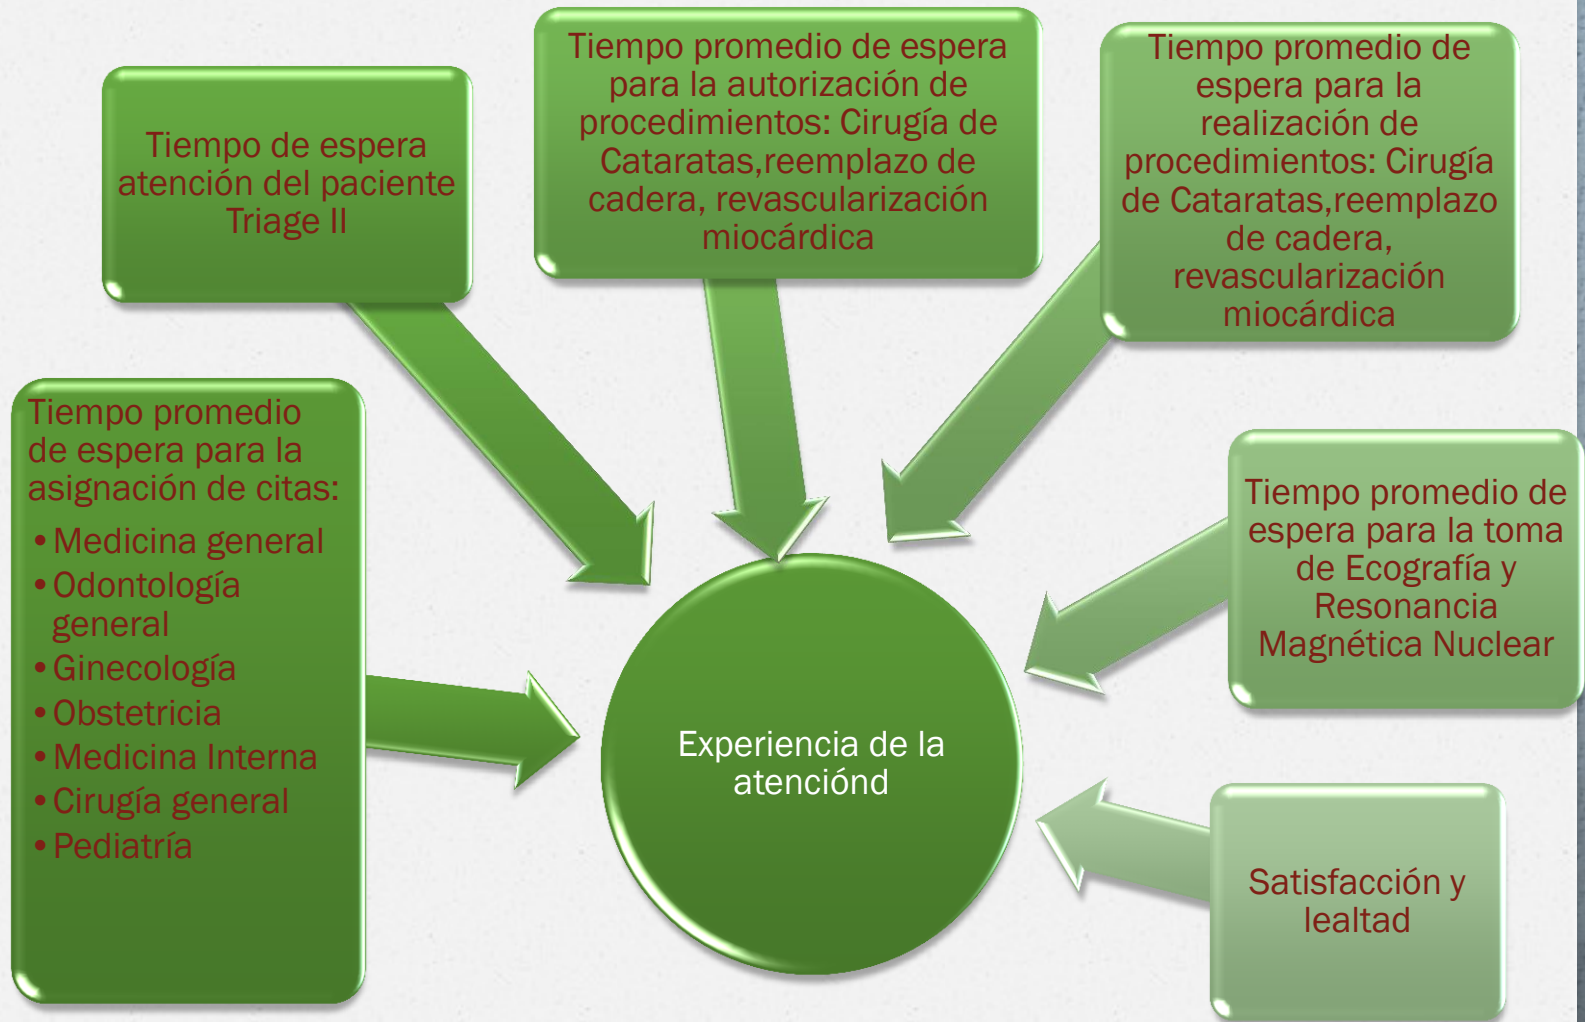 Tiempo promedio
de espera para la
asignación de citas:
• Medicina general
• Odontología
general
• Ginecología
• Obstetricia
• Medicina Interna
• Cirugía general
• Pediatría
Tiempo de espera
atención del paciente
Triage II
Tiempo promedio de espera
para la autorización de
procedimientos: Cirugía de
Cataratas,reemplazo de
cadera, revascularización
miocárdica
Tiempo promedio de
espera para la
realización de
procedimientos: Cirugía
de Cataratas,reemplazo
de cadera,
revascularización
miocárdica
Tiempo promedio de
espera para la toma
de Ecografía y
Resonancia
Magnética Nuclear
Satisfacción y
lealtad
Experiencia de la
atenciónd